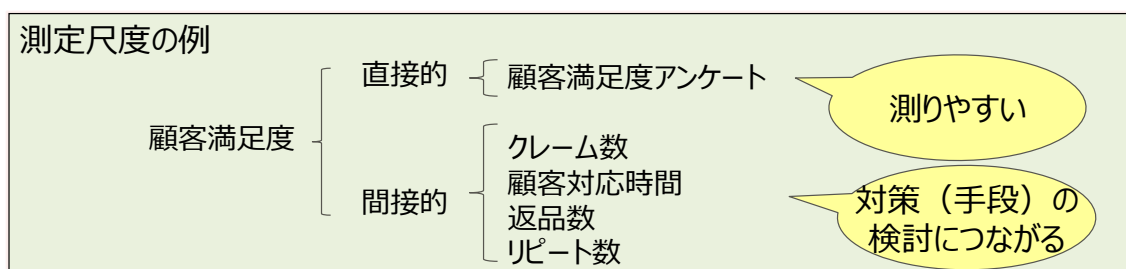 測定尺度の例
直接的
顧客満足度アンケート
測りやすい
顧客満足度
クレーム数
顧客対応時間
間接的
返品数
リピート数
対策（手段）の
検討につながる